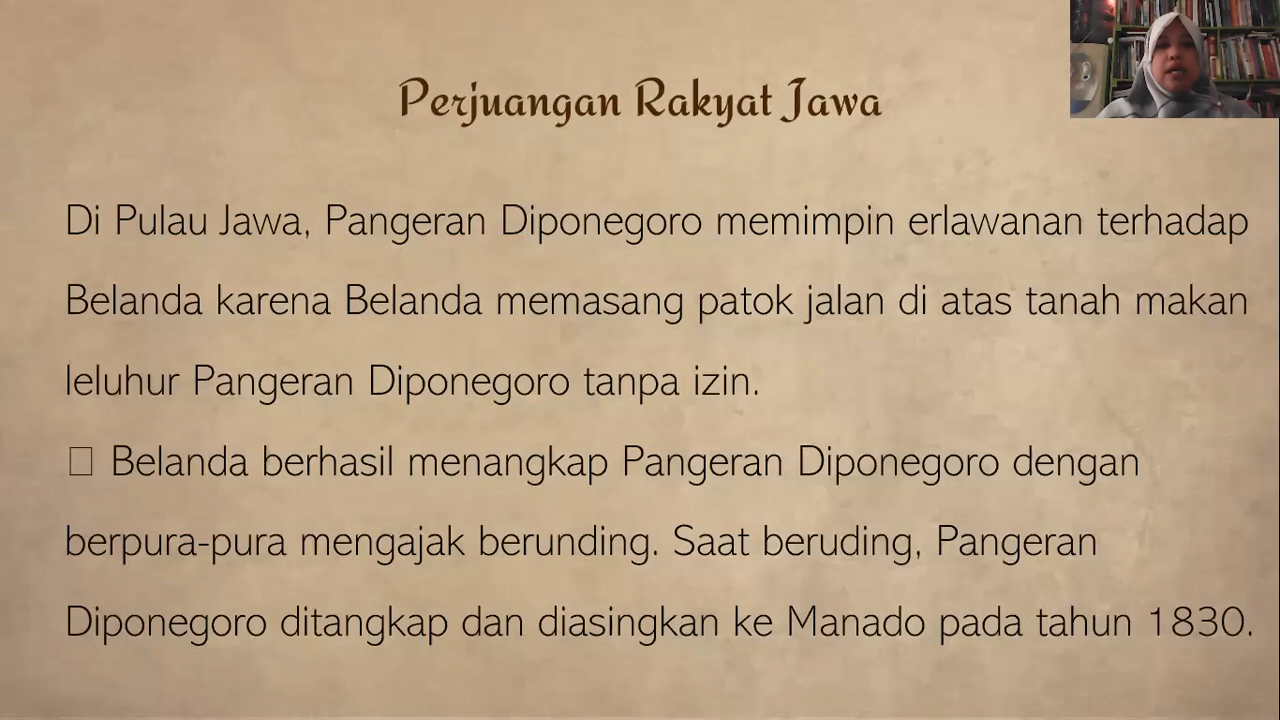 Perjuangan Rakyat Jawa
Di Pulau Jawa, Pangeran Diponegoro memimpin erlawanan terhadap
Belanda karena Belanda memasang patok jalan di atas tanah makan
leluhur Pangeran Diponegoro tanpa izin.
□ Belanda berhasil menangkap Pangeran Diponegoro dengan
berpura-pura mengajak berunding. Saat beruding, Pangeran
Diponegoro ditangkap dan diasingkan ke Manado pada tahun 1830.